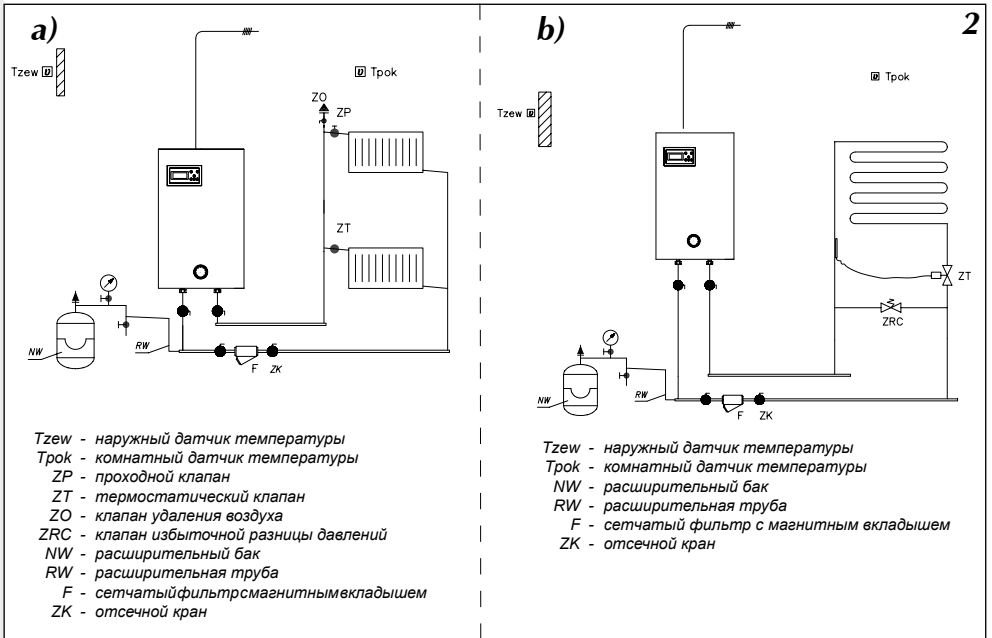 a)
Tzew
Tpok
ZO
ZP
ZT
NW
RW
F
ZK
Tzew - наружный датчик температуры
Tpok - комнатный датчик температуры
ZP - проходной клапан
ZT - термостатический клапан
ZO - клапан удаления воздуха
ZRC - клапан избыточной разницы давлений
NW - расширительный бак
RW - расширительная труба
F - сетчатыйфильтрсмагнитнымвкладышем
ZK - отсечной кран
b)
2
Tpok
Tzew
ZT
ZRC
NW
RW
F
ZK
Tzew - наружный датчик температуры
Tpok - комнатный датчик температуры
NW - расширительный бак
RW - расширительная труба
F - сетчатый фильтр с магнитным вкладышем
ZK - отсечной кран